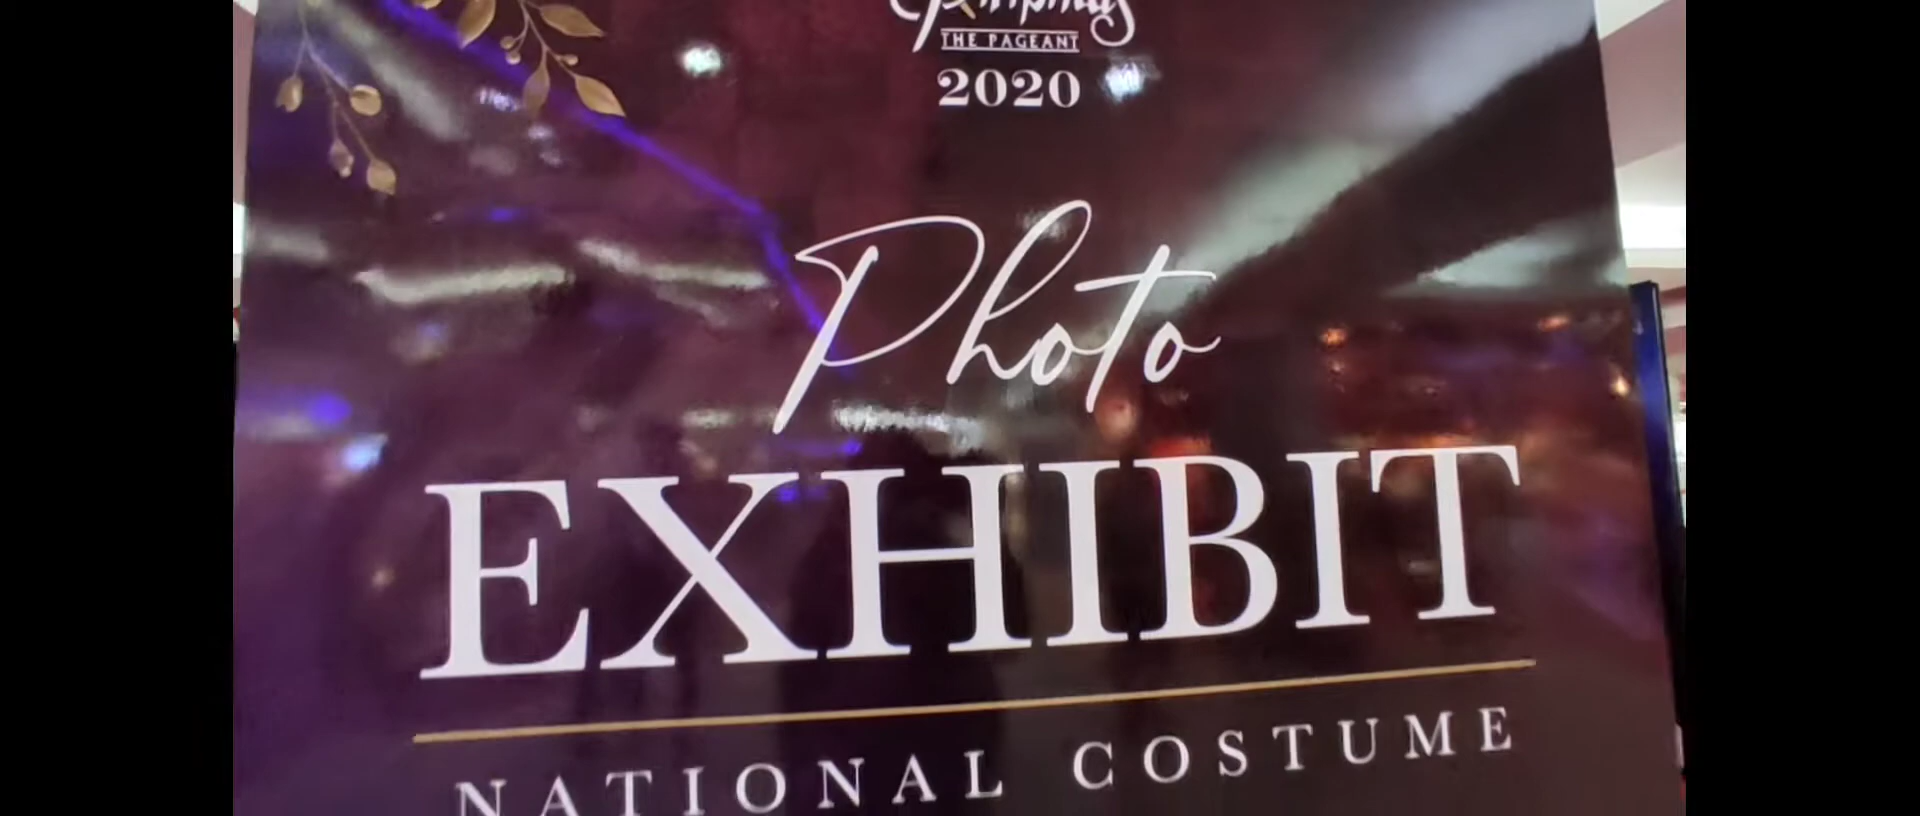 THE PAGEANT
2020
Photo
EXHIBIT
NATIONAL COSTUME